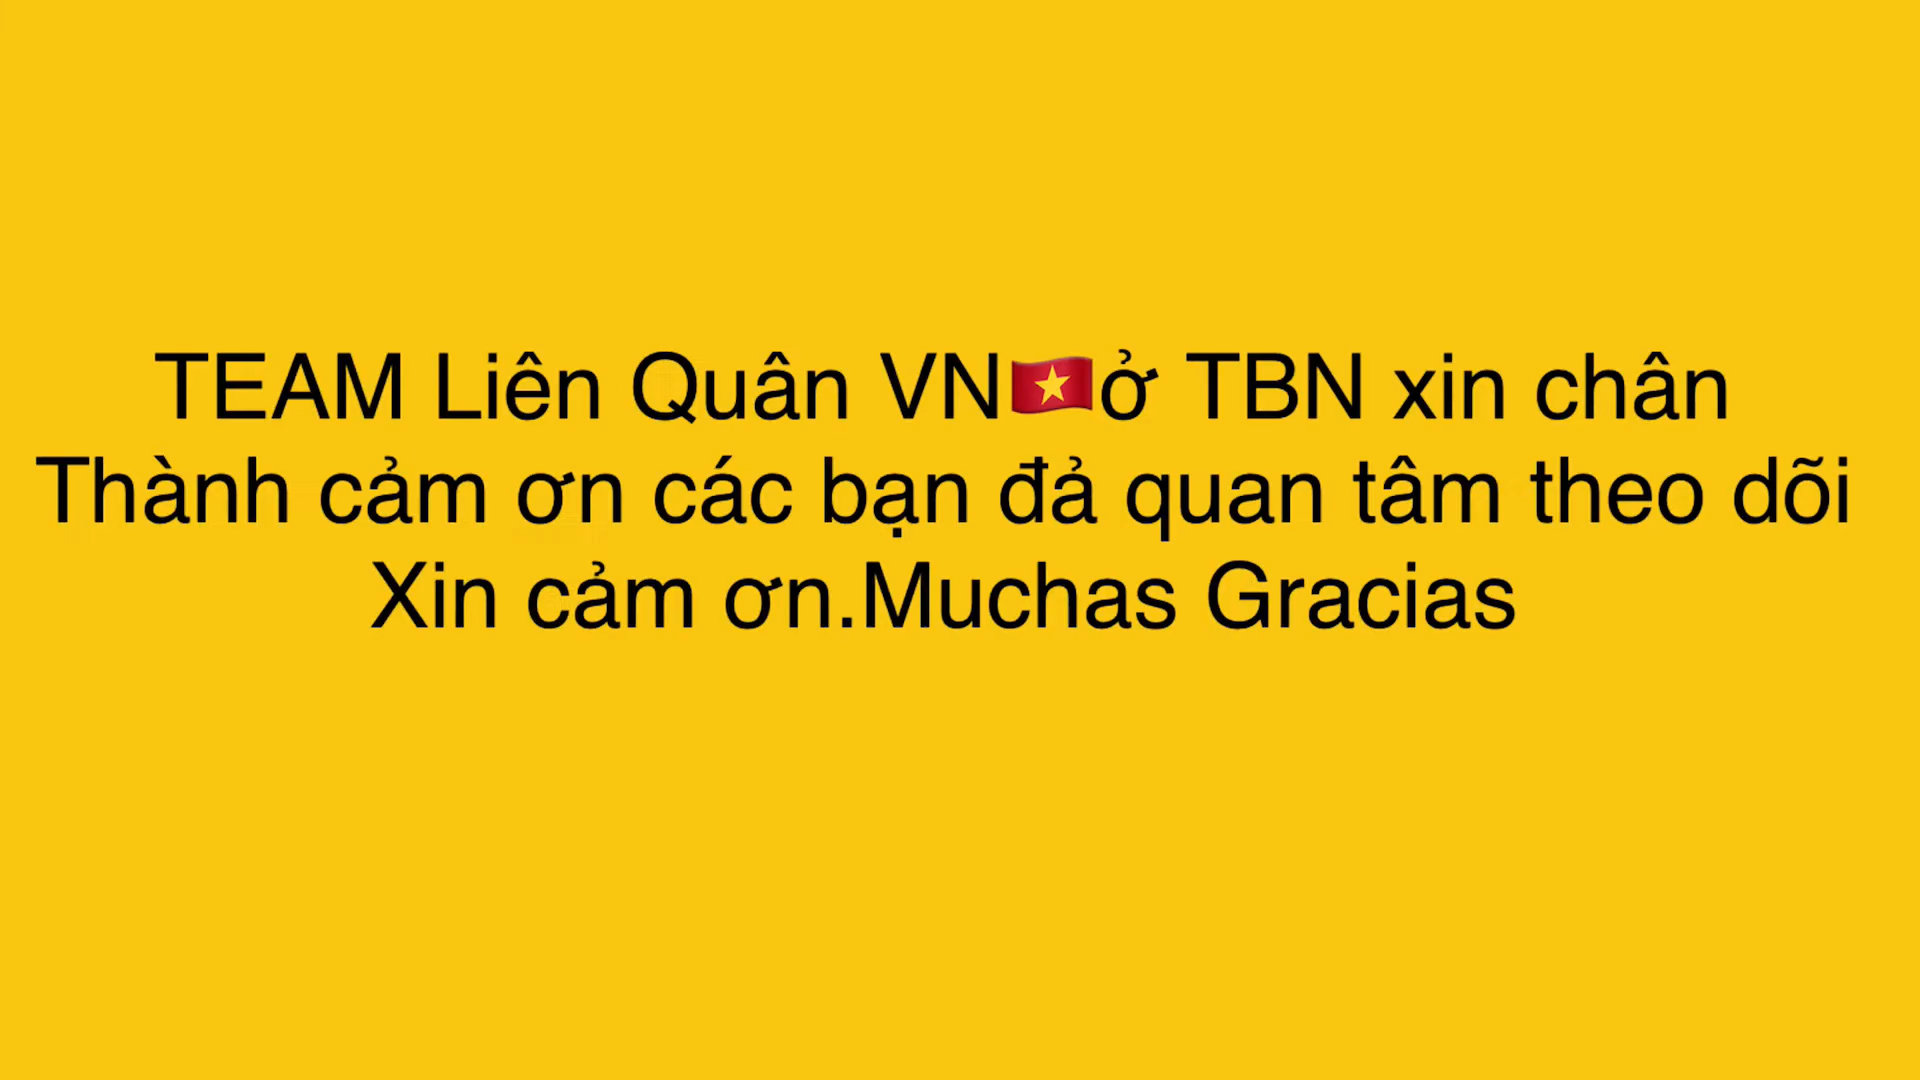 TEAM Liên Quân VN🇻🇳ở TBN xin chân
Thành cảm ơn các bạn đả quan tâm theo dõi
Xin cảm ơn.Muchas Gracias